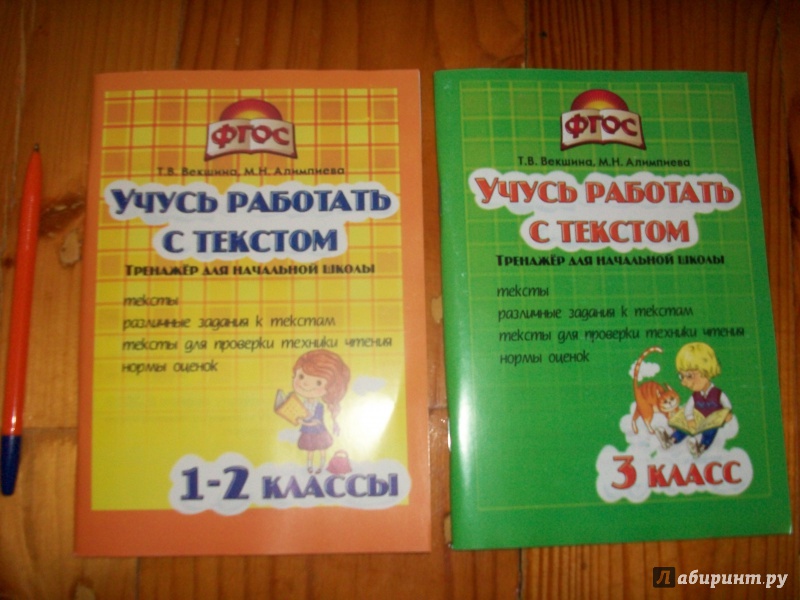 ФГОС
Т.В. Векшина, М.Н. Алимпиева
Учусь работать
с текстом
Тренажёр для начальной школы
тексты
различные задания к текстам
тексты для проверки техники чтения
нормы оценок
1-2 классы
ФГОС
Т.В. Векшина, М.Н. Алимпиева
Учусь работать
с текстом
Тренажёр для начальной школы
тексты
различные задания к текстам
тексты для проверки техники чтения
нормы оценок
3 класс
Лабиринт.ру